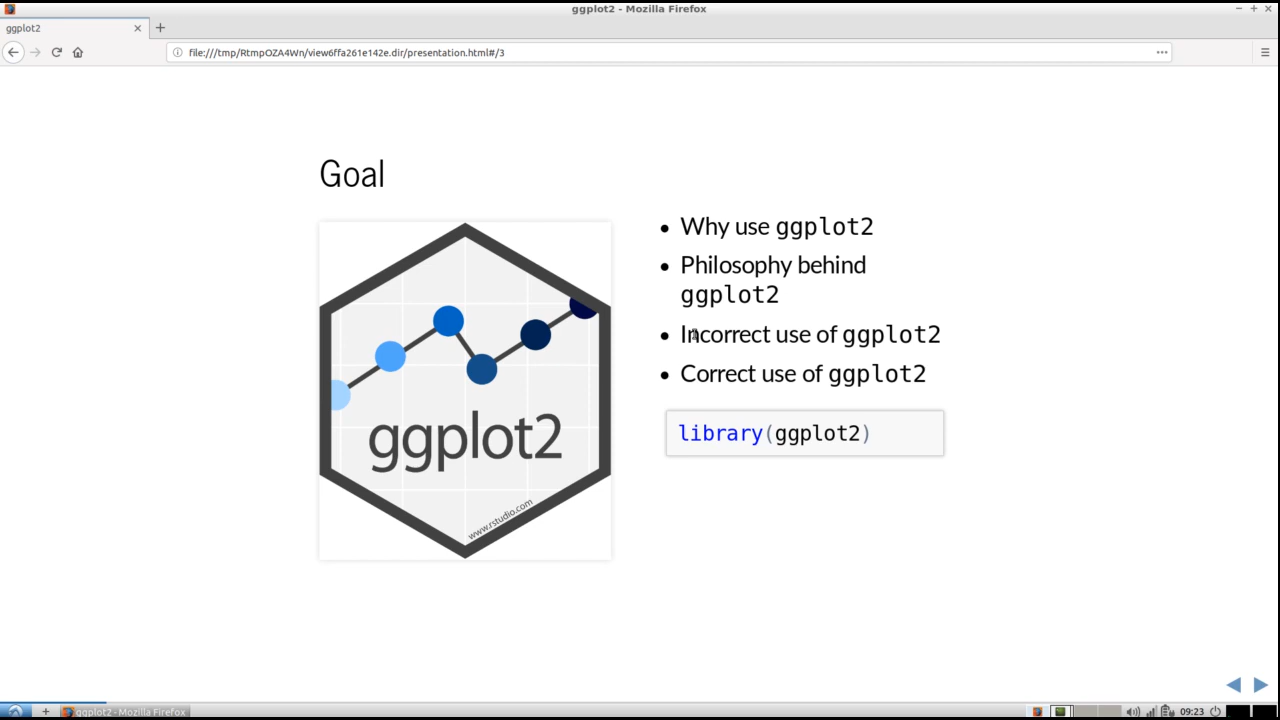 ggplot2 - Mozilla Firefox
ggplot2
file:///tmp/RtmpOZA4Wn/view6ffa261e142e.dir/presentation.html#/3
Goal
ggplot2
www.rstudio.com
Why use ggplot2
Philosophy behind
ggplot2
Incorrect use of ggplot2
Correct use of ggplot2
library(ggplot2)
ggplot2 - Mozilla Firefox
09:23